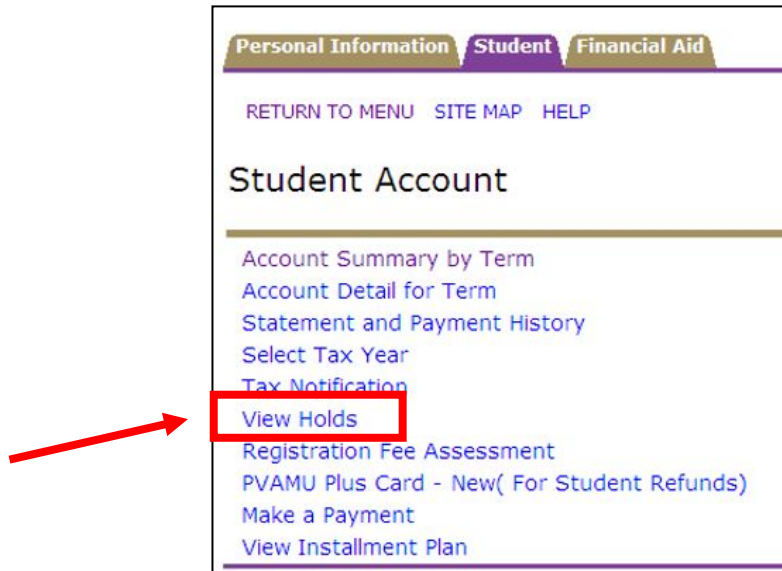 Personal Information Student Financial Aid
RETURN TO MENU SITE MAP HELP
Student Account
Account Summary by Term
Account Detail for Term
Statement and Payment History
Select Tax Year
Tax Notification
View Holds
Registration Fee Assessment
PVAMU Plus Card - New( For Student Refunds)
Make a Payment
View Installment Plan